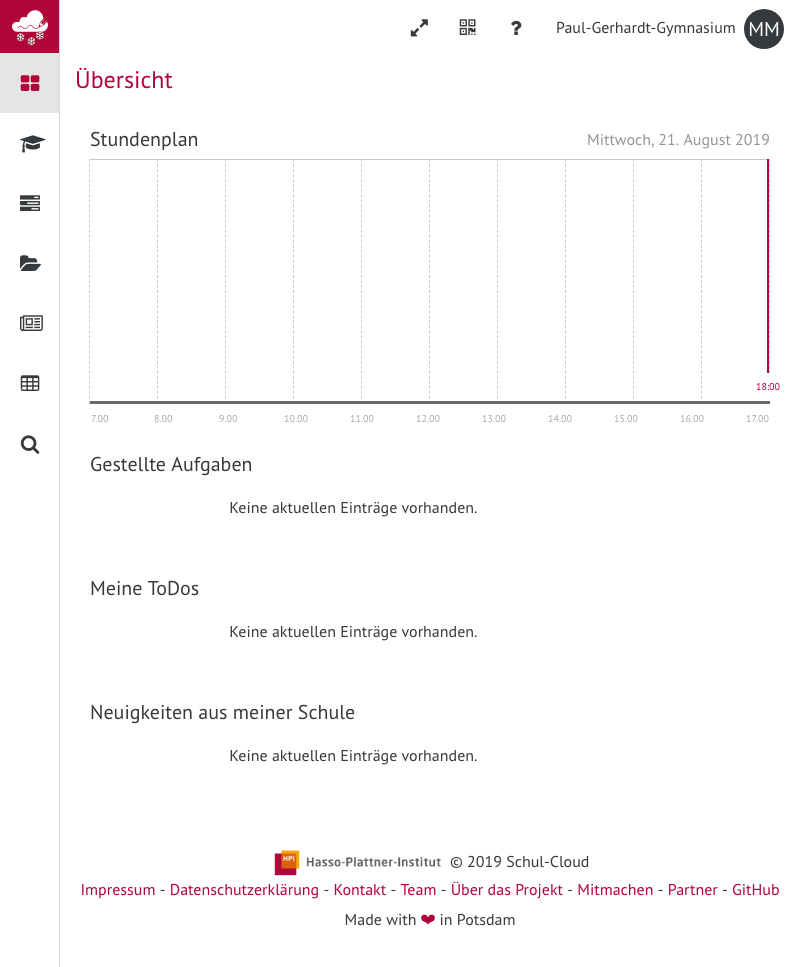 ? Paul-Gerhardt-Gymnasium MM
Übersicht
Stundenplan Mittwoch, 21. August 2019
18:00
7.00 8.00 9.00 10.00 11.00 12.00 13.00 14.00 15.00 16.00 17.00
Gestellte Aufgaben
Keine aktuellen Einträge vorhanden.
Meine ToDos
Keine aktuellen Einträge vorhanden.
Neuigkeiten aus meiner Schule
Keine aktuellen Einträge vorhanden.
HPI Hasso-Plattner-Institut © 2019 Schul-Cloud
Impressum - Datenschutzerklärung - Kontakt - Team - Über das Projekt - Mitmachen - Partner - GitHub
Made with ❤ in Potsdam